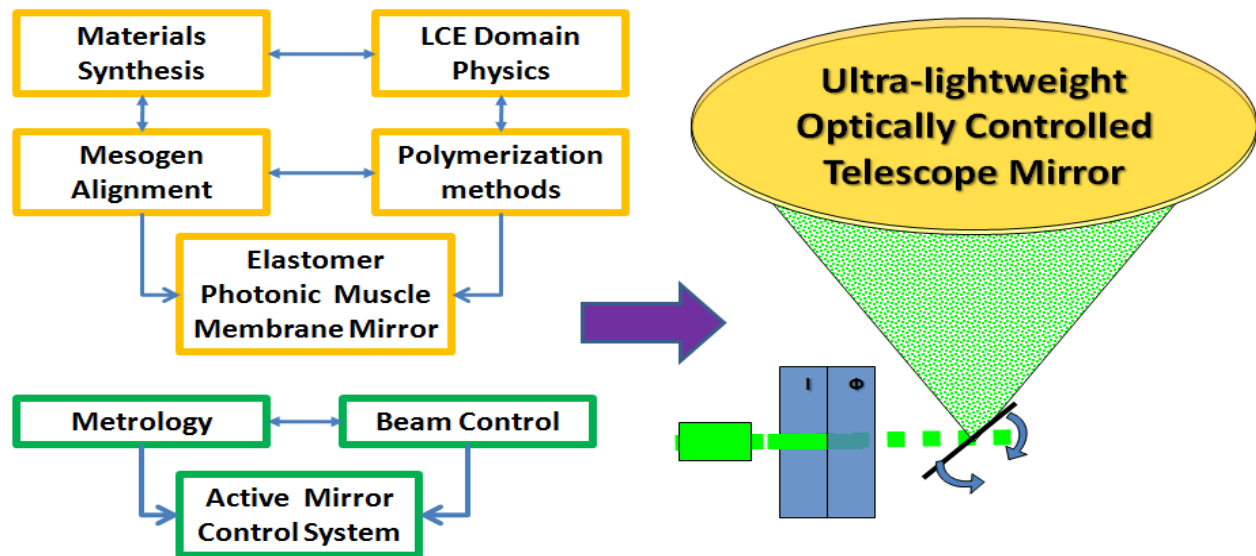 Materials
Synthesis
LCE Domain
Physics
Mesogen
Alignment
Polymerization
methods
Elastomer
Photonic Muscle
Membrane Mirror
Metrology
Beam Control
Active Mirror
Control System
Ultra-lightweight
Optically Controlled
Telescope Mirror
I
Φ